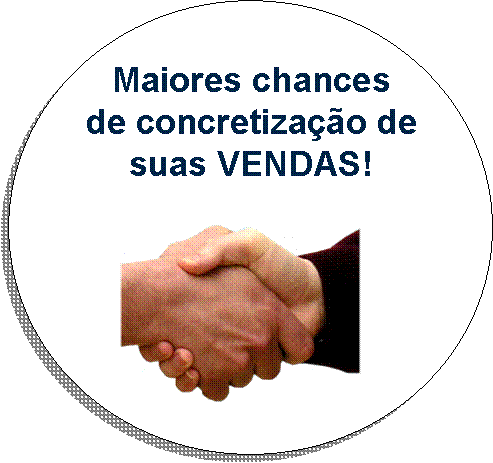 Maiores chances
de concretização de
suas VENDAS!